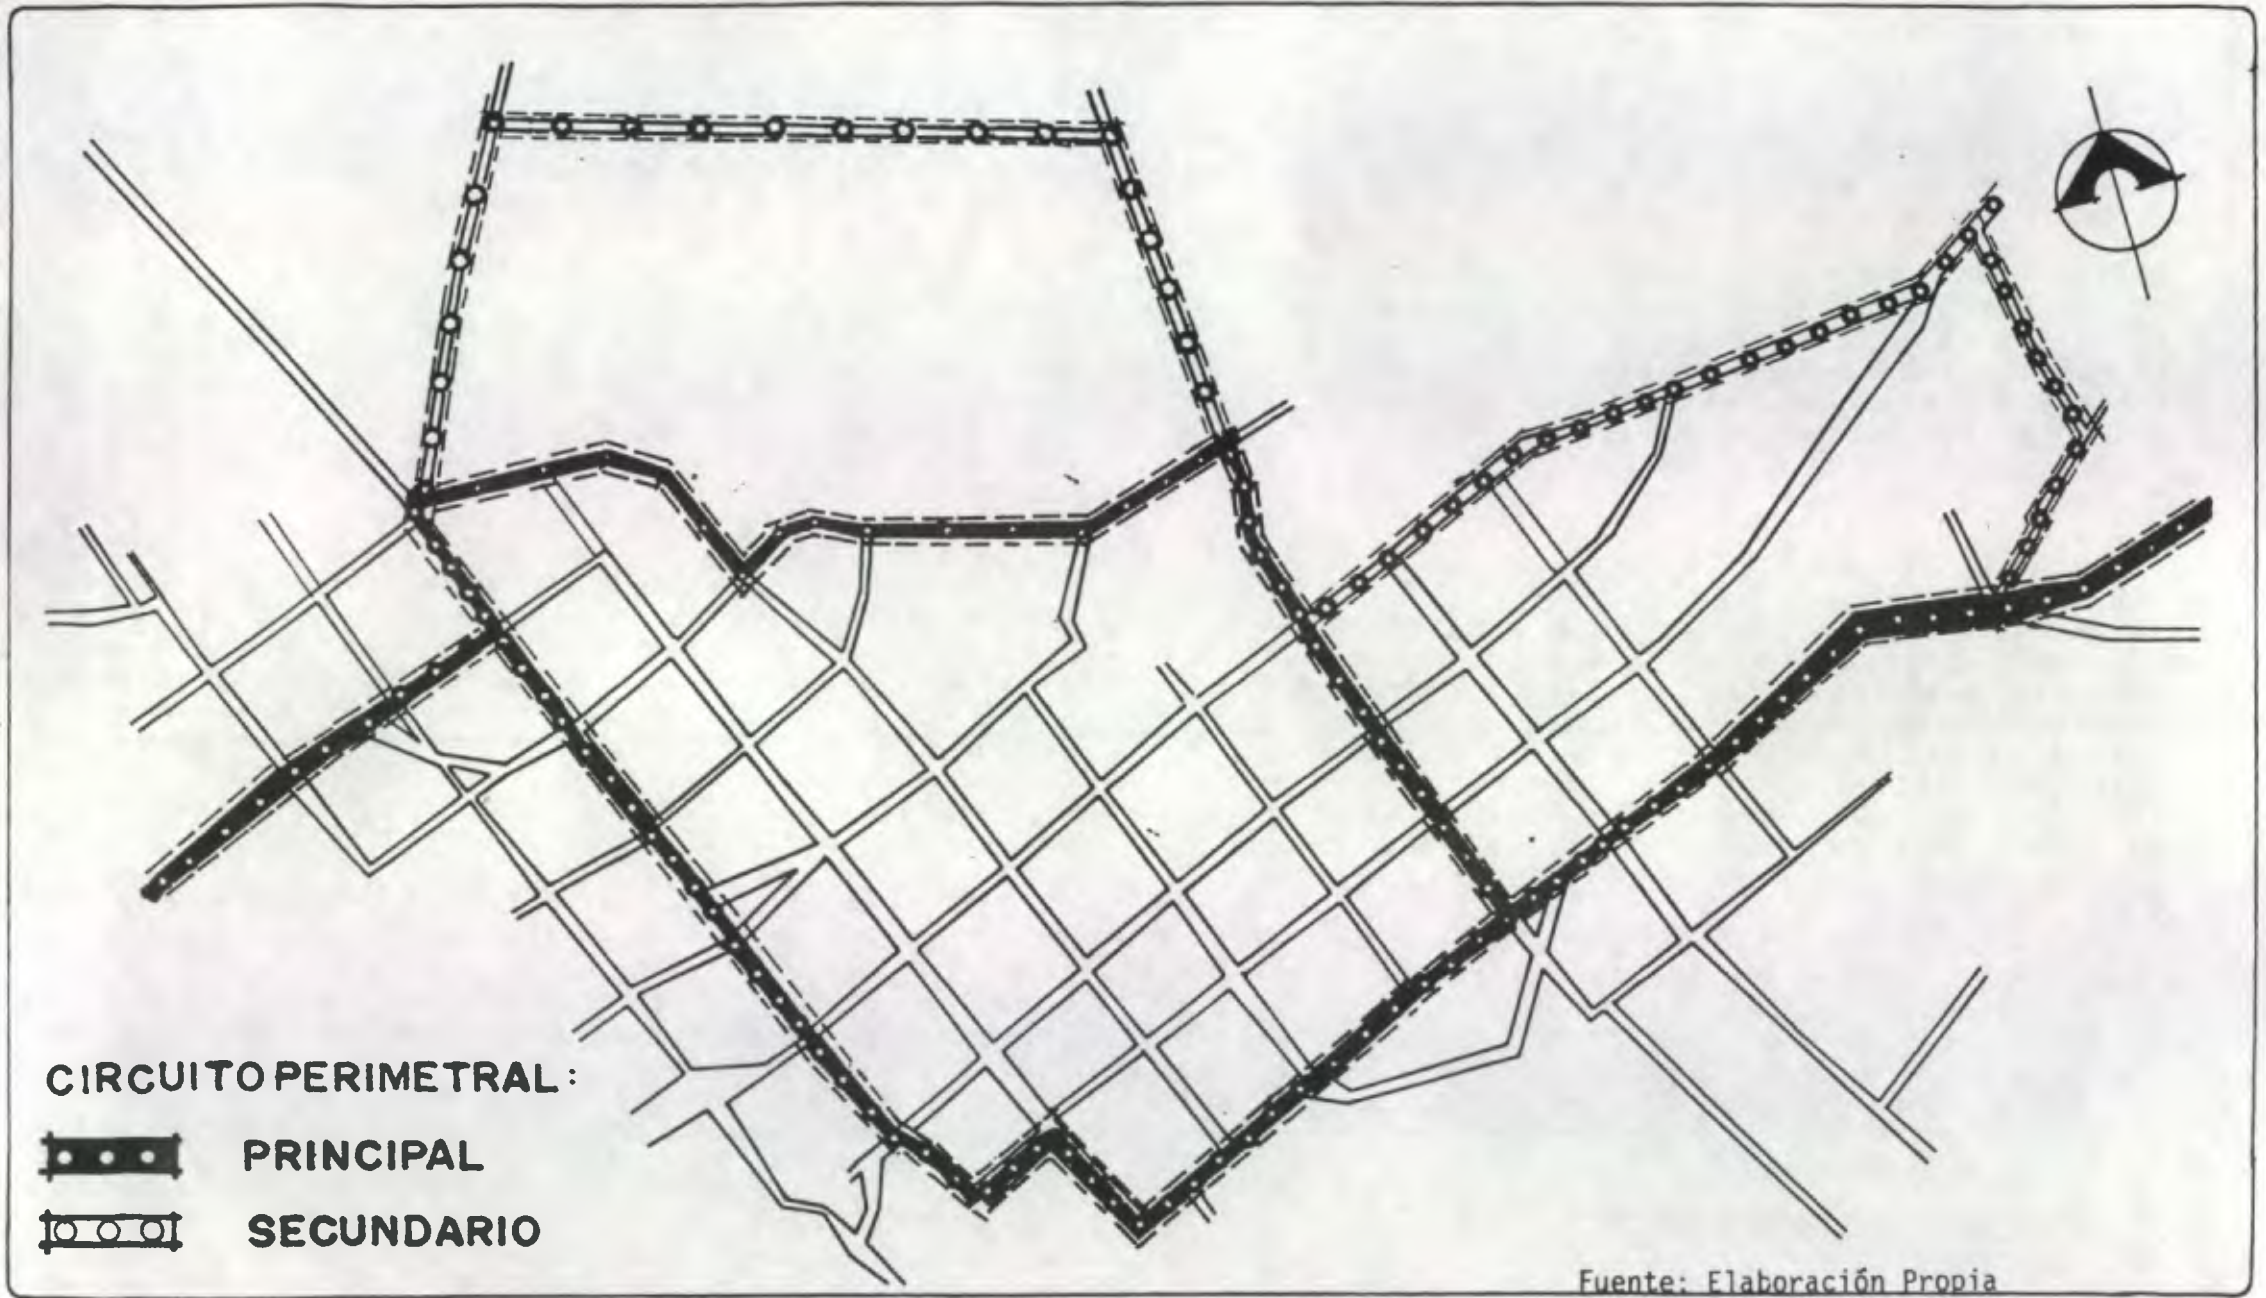 CIRCUITO PERIMETRAL:
PRINCIPAL
SECUNDARIO
Fuente: Elaboración Propia